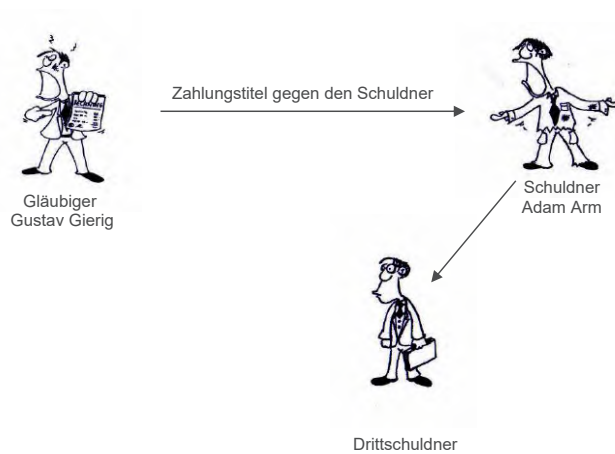 Zahlungstitel gegen den Schuldner
Gläubiger
Gustav Gierig
Schuldner
Adam Arm
Drittschuldner